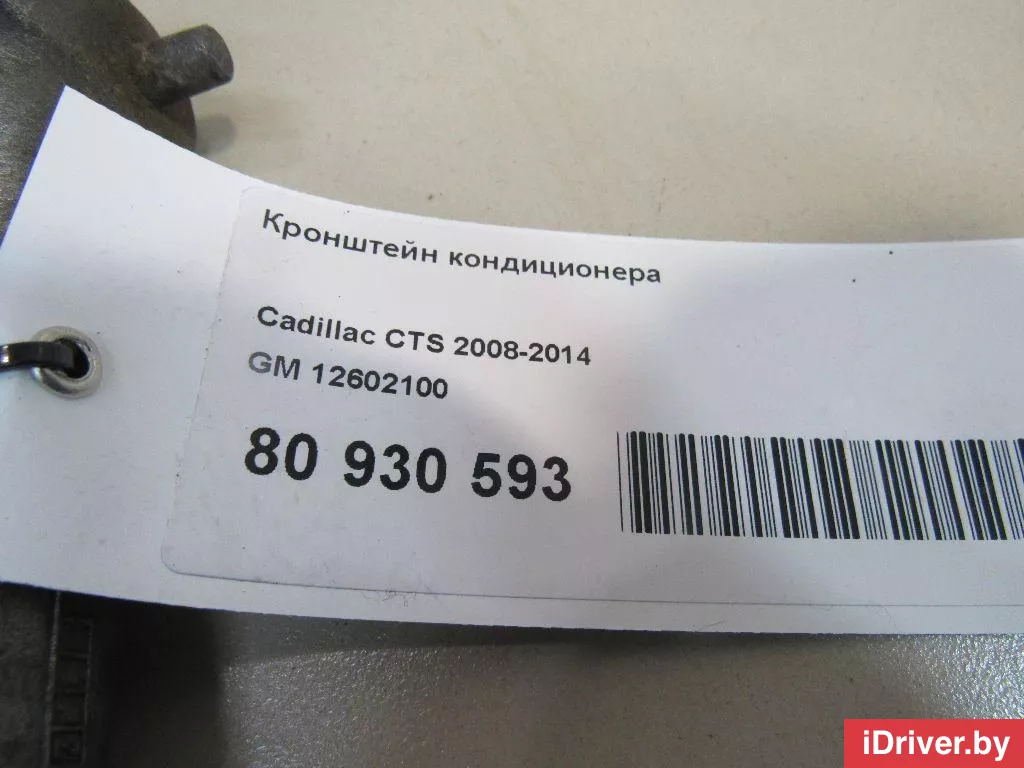 Кронштейн кондиционера
Cadillac CTS 2008-2014
GM 12602100
80 930 593
iDriver.by